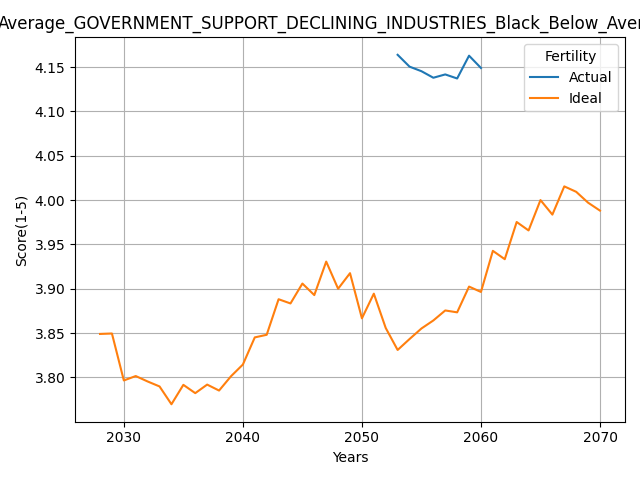 Average_GOVERNMENT_SUPPORT_DECLINING_INDUSTRIES_Black_Below_Aver
Fertility
Actual
Ideal
4.15
4.10
4.05
4.00
3.95
3.90
3.85
3.80
Score(1-5)
2030 2040 2050 2060 2070
Years